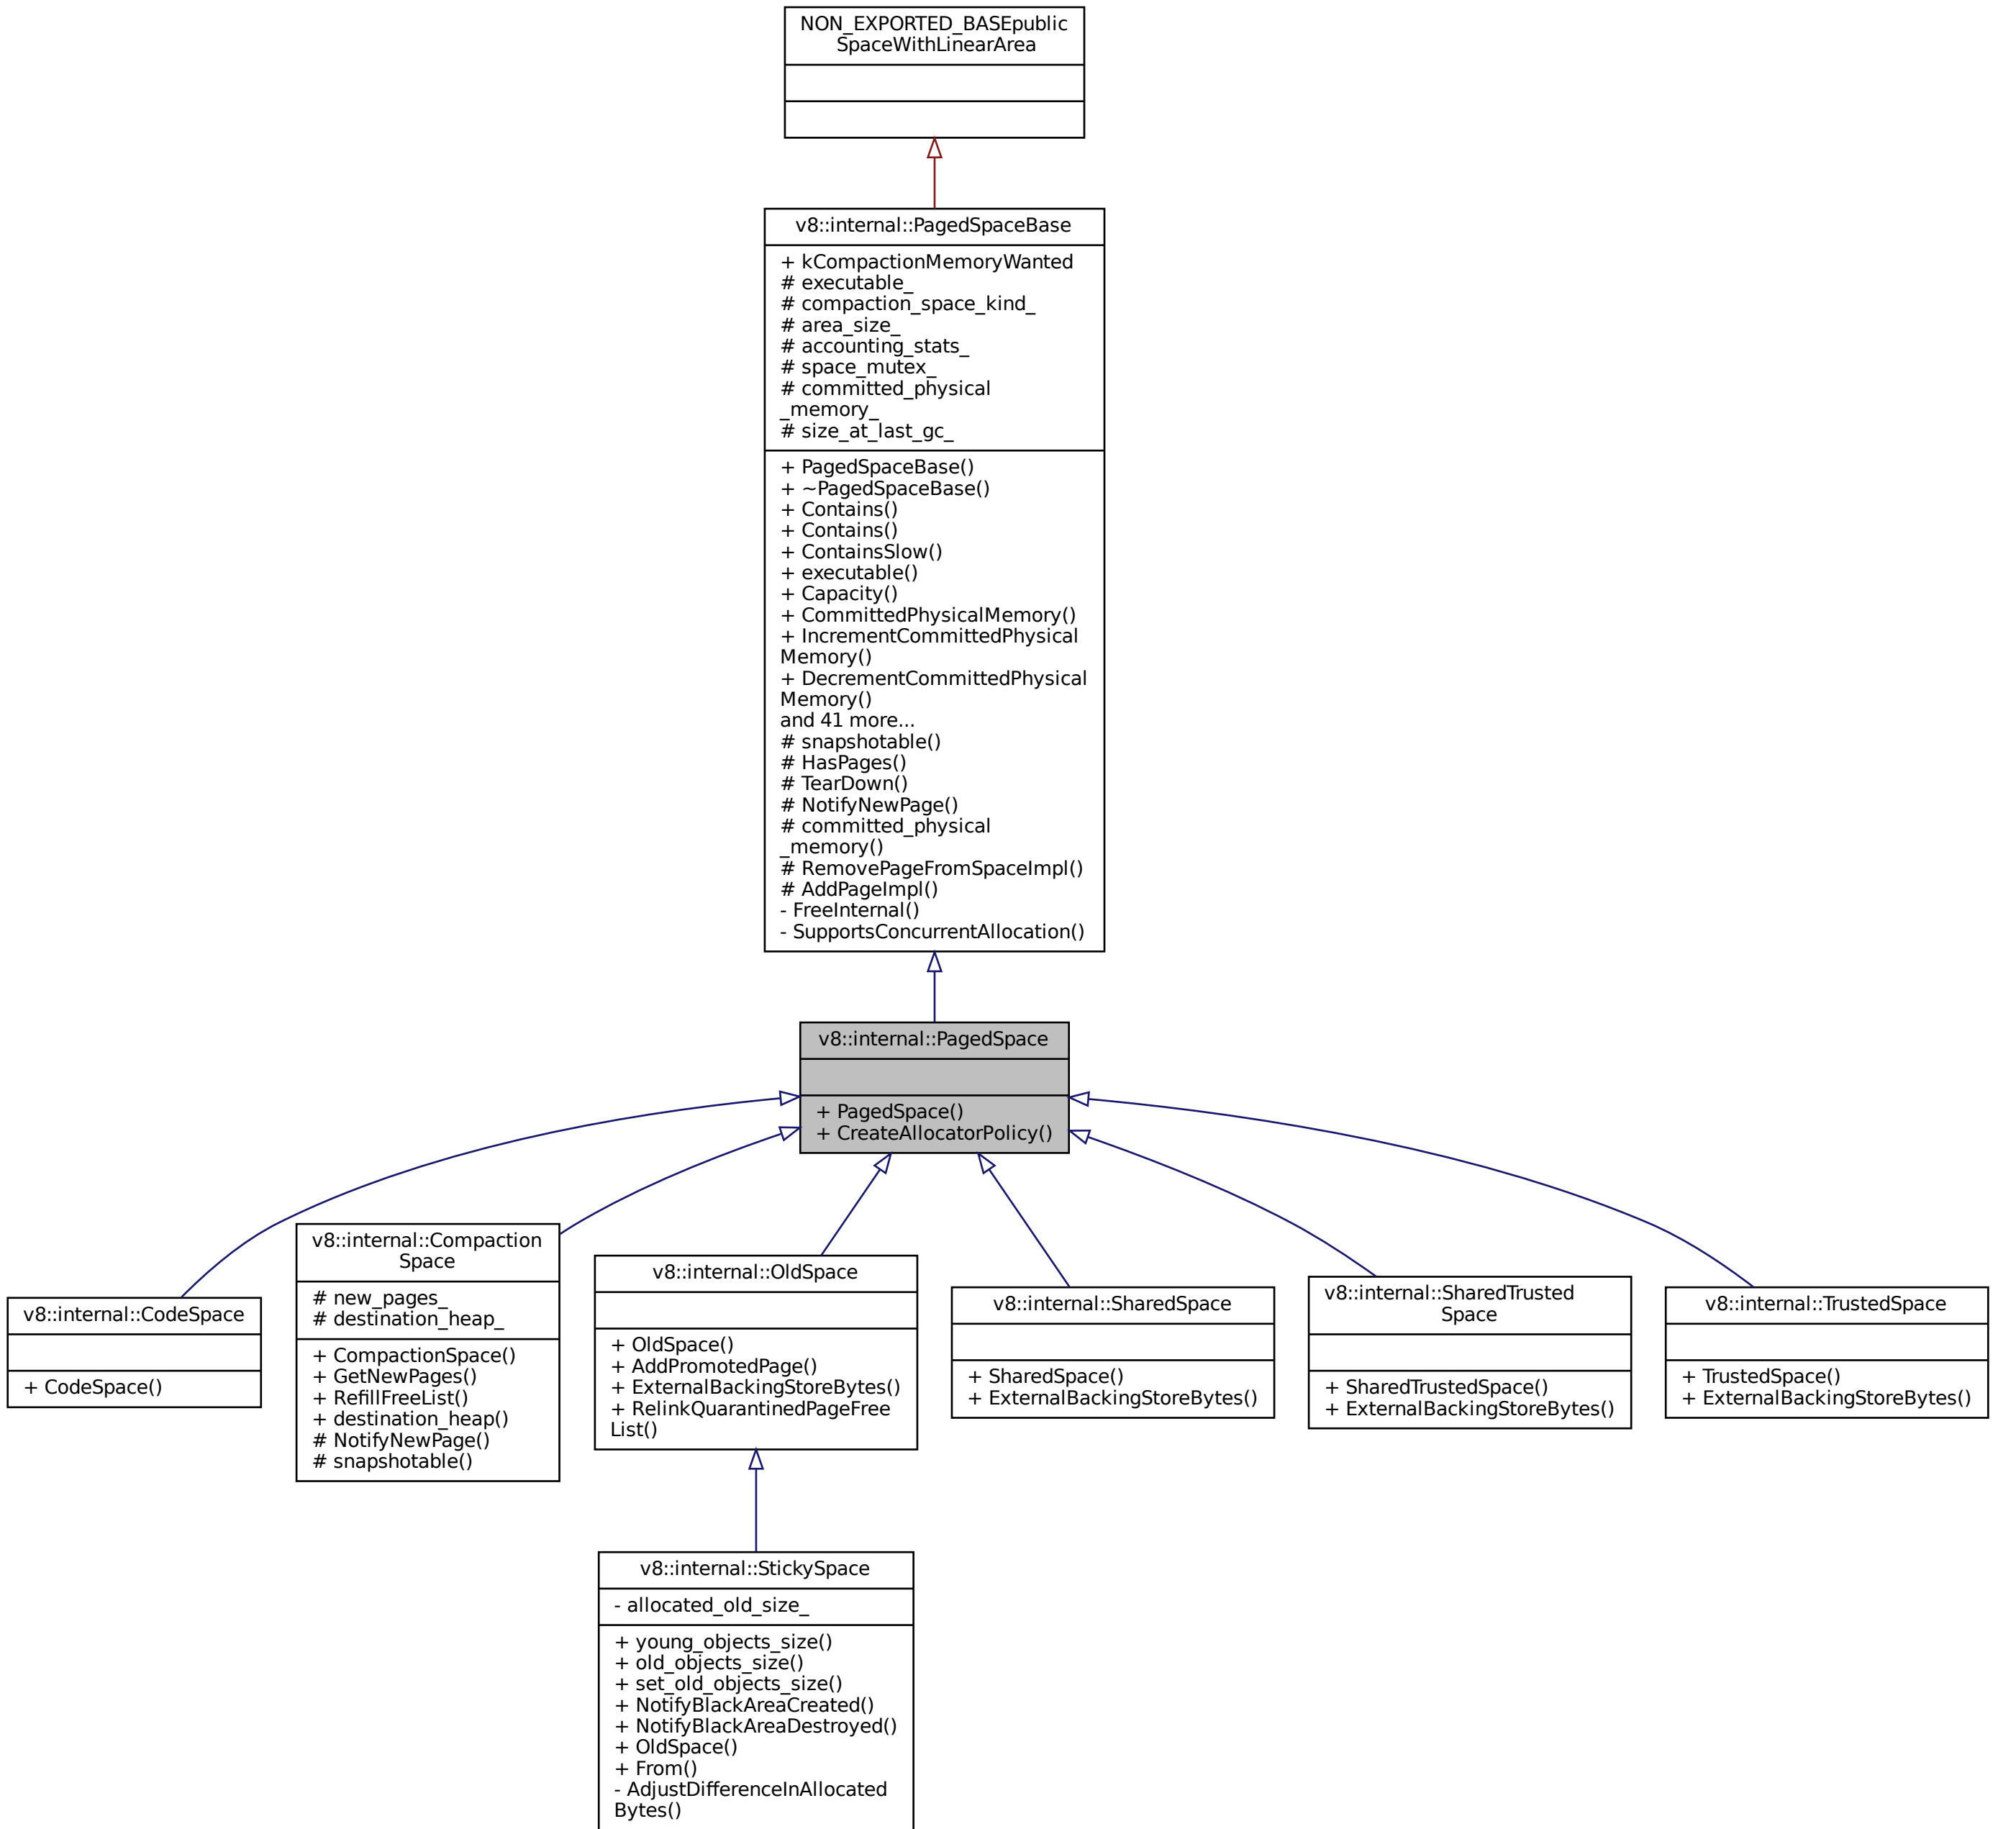 NON_EXPORTED_BASEpublic
SpaceWithLinearArea
v8::internal::PagedSpaceBase
+ kCompactionMemoryWanted
# executable_
# compaction_space_kind_
# area_size_
# accounting_stats_
# space_mutex_
# committed_physical
_memory_
# size_at_last_gc_
+ PagedSpaceBase()
+ ~PagedSpaceBase()
+ Contains()
+ Contains()
+ ContainsSlow()
+ executable()
+ Capacity()
+ CommittedPhysicalMemory()
+ IncrementCommittedPhysical
Memory()
+ DecrementCommittedPhysical
Memory()
and 41 more...
# snapshotable()
# HasPages()
# TearDown()
# NotifyNewPage()
# committed_physical
_memory()
# RemovePageFromSpaceImpl()
# AddPageImpl()
- FreeInternal()
- SupportsConcurrentAllocation()
v8::internal::PagedSpace
+ PagedSpace()
+ CreateAllocatorPolicy()
v8::internal::CodeSpace
+ CodeSpace()
v8::internal::Compaction
Space
# new_pages_
# destination_heap_
+ CompactionSpace()
+ GetNewPages()
+ RefillFreeList()
+ destination_heap()
# NotifyNewPage()
# snapshotable()
v8::internal::OldSpace
+ OldSpace()
+ AddPromotedPage()
+ ExternalBackingStoreBytes()
+ RelinkQuarantinedPageFree
List()
v8::internal::SharedSpace
+ SharedSpace()
+ ExternalBackingStoreBytes()
v8::internal::SharedTrusted
Space
+ SharedTrustedSpace()
+ ExternalBackingStoreBytes()
v8::internal::TrustedSpace
+ TrustedSpace()
+ ExternalBackingStoreBytes()
v8::internal::StickySpace
- allocated_old_size_
+ young_objects_size()
+ old_objects_size()
+ set_old_objects_size()
+ NotifyBlackAreaCreated()
+ NotifyBlackAreaDestroyed()
+ OldSpace()
+ From()
- AdjustDifferenceInAllocated
Bytes()